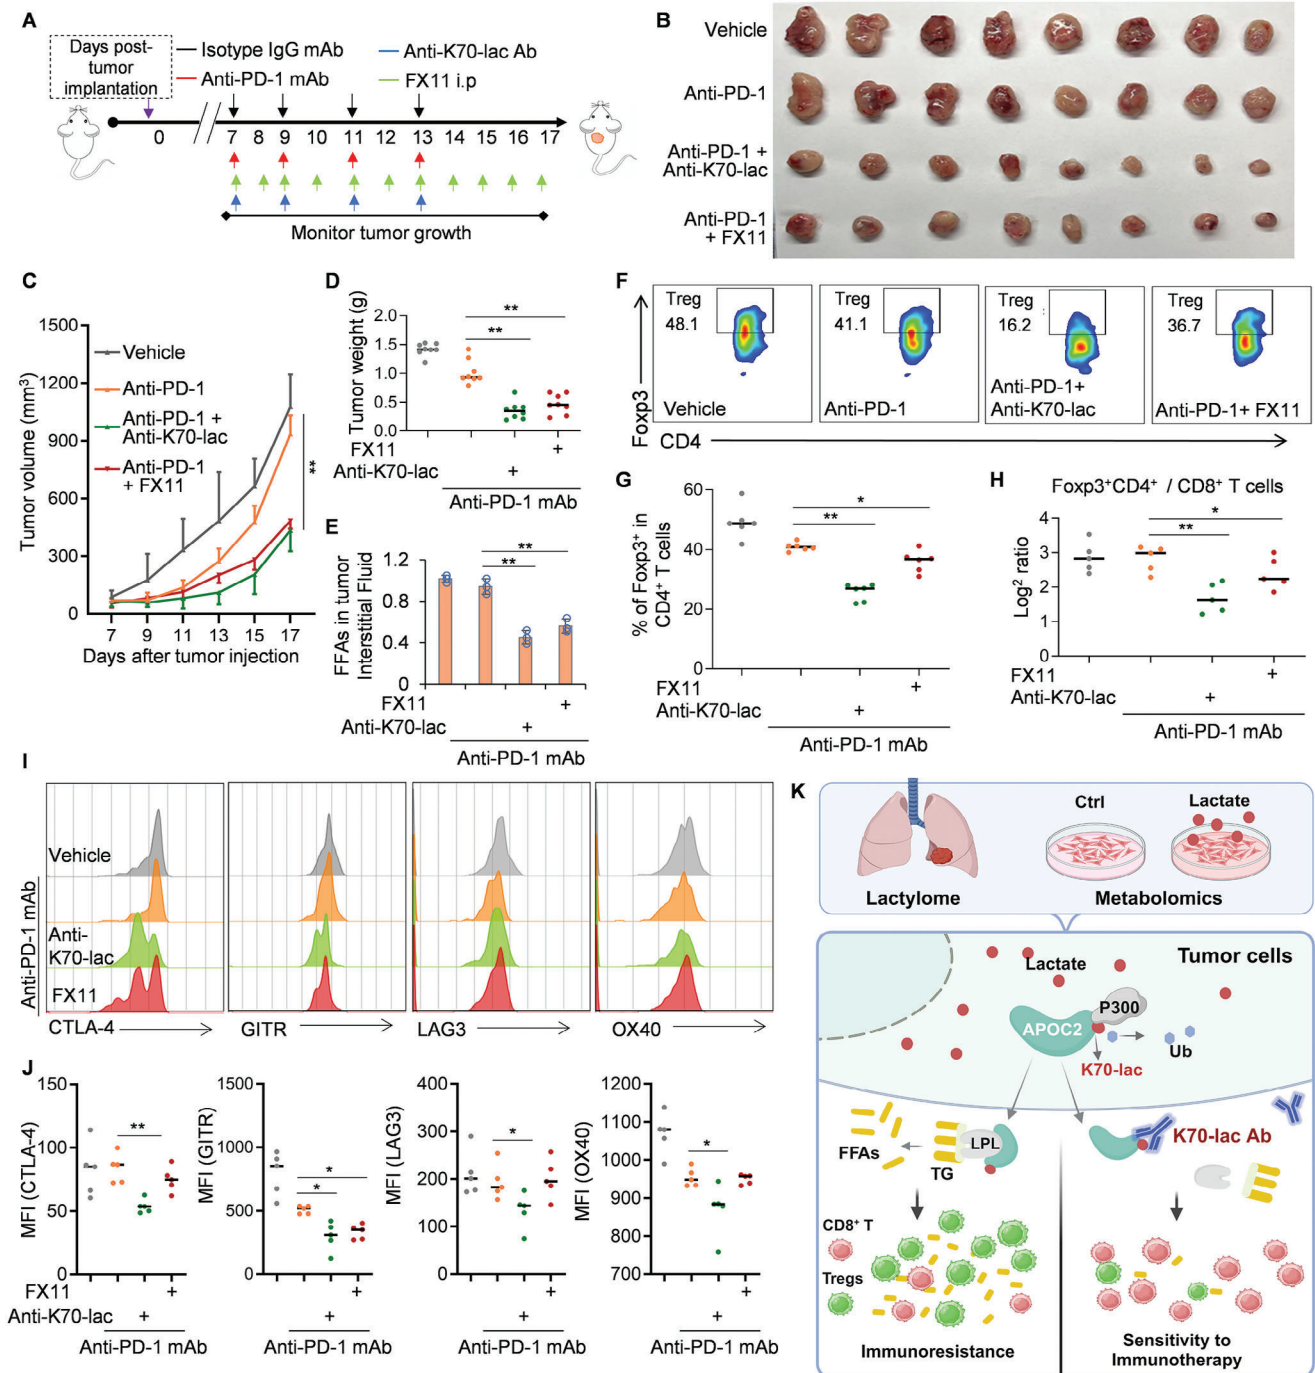 A
Days post-
tumor
implantation
Isotype IgG mAb
Anti-PD-1 mAb
Anti-K70-lac Ab
FX11 i.p
0 7 8 9 10 11 12 13 14 15 16 17
Monitor tumor growth
B
Vehicle
Anti-PD-1
Anti-PD-1 +
Anti-K70-lac
Anti-PD-1
+ FX11
C
Tumor volume (mm³)
1500
1200
900
600
300
0
Vehicle
Anti-PD-1
Anti-PD-1 +
Anti-K70-lac
Anti-PD-1
+ FX11
**
7 9 11 13 15 17
Days after tumor injection
D
Tumor weight (g)
2.0
1.5
1.0
0.5
0.0
**
**
FX11 +
Anti-K70-lac +
Anti-PD-1 mAb
E
FFAs in tumor
Interstitial Fluid
1.2
0.8
0.4
0
**
**
FX11 +
Anti-K70-lac +
Anti-PD-1 mAb
F
Foxp3
Treg
48.1
Vehicle
Treg
41.1
Anti-PD-1
Treg
16.2
Anti-PD-1+
Anti-K70-lac
Treg
36.7
Anti-PD-1+ FX11
CD4
G
% of Foxp3⁺ in
CD4⁺ T cells
60
40
20
0
*
**
FX11 +
Anti-K70-lac +
Anti-PD-1 mAb
H
Foxp3⁺CD4⁺ / CD8⁺ T cells
Log² ratio
4
3
2
1
0
*
**
FX11 +
Anti-K70-lac +
Anti-PD-1 mAb
I
Anti-PD-1 mAb
Vehicle
Anti-
K70-lac
FX11
CTLA-4
GITR
LAG3
OX40
J
MFI (CTLA-4)
150
100
50
0
**
MFI (GITR)
1500
1000
500
0
*
*
MFI (LAG3)
400
300
200
100
0
*
MFI (OX40)
1200
1100
1000
900
800
700
*
FX11 + + + +
Anti-K70-lac + + + +
Anti-PD-1 mAb Anti-PD-1 mAb Anti-PD-1 mAb Anti-PD-1 mAb
K
Lactylome
Ctrl
Lactate
Metabolomics
Tumor cells
Lactate
P300
APOC2
Ub
K70-lac
FFAs
TG
LPL
K70-lac Ab
CD8⁺ T
Tregs
Immunoresistance
Sensitivity to
Immunotherapy